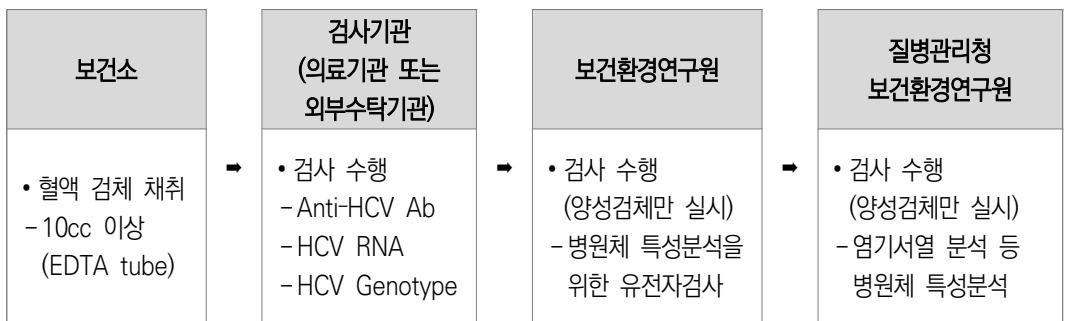 보건소
• 혈액 검체 채취
- 10cc 이상
(EDTA tube)
➡
검사기관
(의료기관 또는
외부수탁기관)
• 검사 수행
- Anti-HCV Ab
- HCV RNA
- HCV Genotype
➡
보건환경연구원
• 검사 수행
(양성검체만 실시)
- 병원체 특성분석을
위한 유전자검사
➡
질병관리청
보건환경연구원
• 검사 수행
(양성검체만 실시)
- 염기서열 분석 등
병원체 특성분석